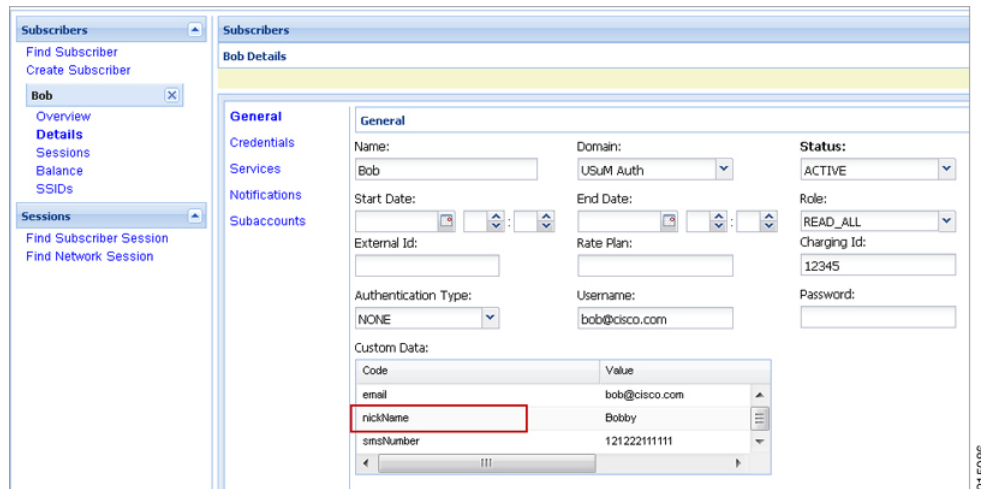 Subscribers
Find Subscriber
Create Subscriber
Bob
Overview
Details
Sessions
Balance
SSIDs
Sessions
Find Subscriber Session
Find Network Session
Subscribers
Bob Details
General
Credentials
Services
Notifications
Subaccounts
General
Name: Domain: Status:
Bob USuM Auth ACTIVE
Start Date: End Date: Role:
: : READ_ALL
External Id: Rate Plan: Charging Id:
12345
Authentication Type: Username: Password:
NONE bob@cisco.com
Custom Data:
Code Value
email bob@cisco.com
nickName Bobby
smsNumber 121222111111